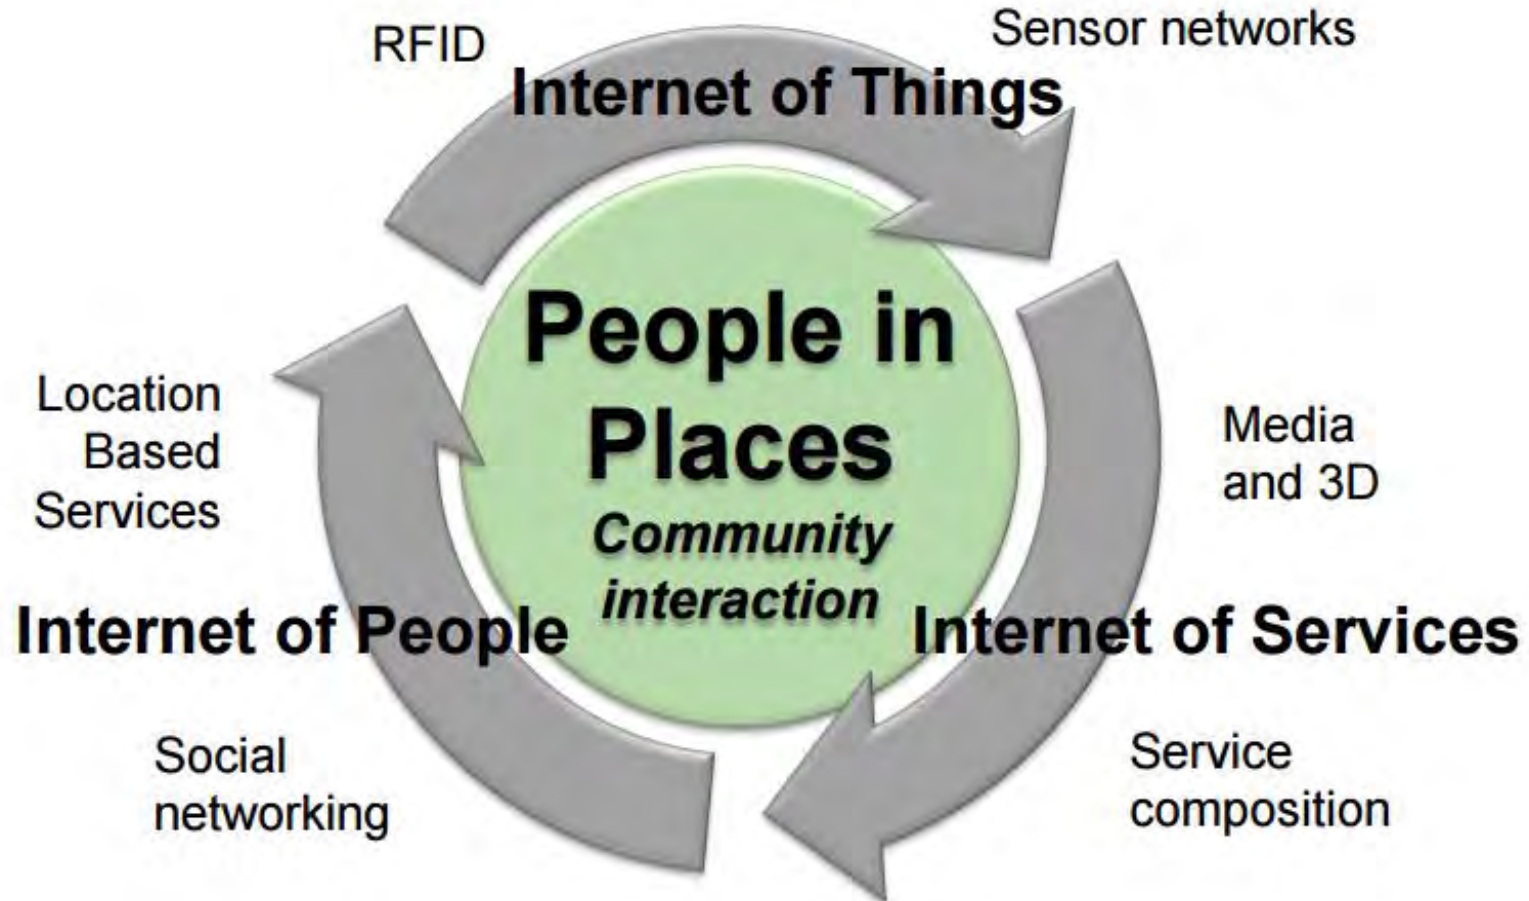 RFID
Sensor networks
Internet of Things
People in
Places
Community
interaction
Location
Based
Services
Media
and 3D
Internet of People
Internet of Services
Social
networking
Service
composition